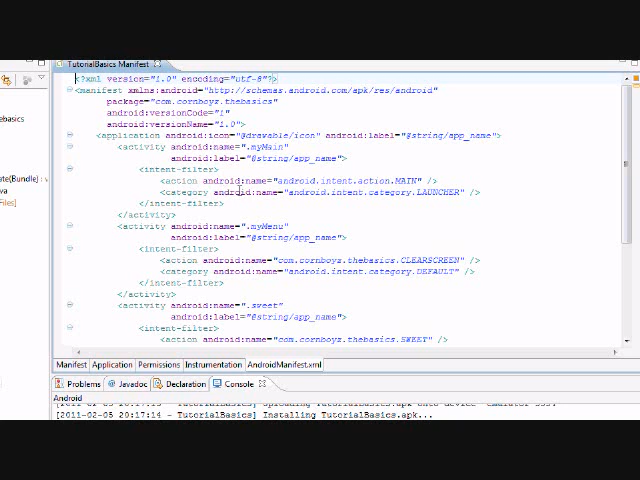 TutorialBasics Manifest
<?xml version="1.0" encoding="utf-8"?>
<manifest xmlns:android="http://schemas.android.com/apk/res/android"
package="com.cornboyz.thebasics"
android:versionCode="1"
android:versionName="1.0">
<application android:icon="@drawable/icon" android:label="@string/app_name">
<activity android:name=".myMain"
android:label="@string/app_name">
<intent-filter>
<action android:name="android.intent.action.MAIN" />
<category android:name="android.intent.category.LAUNCHER" />
</intent-filter>
</activity>
<activity android:name=".myMenu"
android:label="@string/app_name">
<intent-filter>
<action android:name="com.cornboyz.thebasics.CLEARSCREEN" />
<category android:name="android.intent.category.DEFAULT" />
</intent-filter>
</activity>
<activity android:name=".sweet"
android:label="@string/app_name">
<intent-filter>
<action android:name="com.cornboyz.thebasics.SWEET" />
easics
ate(Bundle)
va
Files]
Manifest Application Permissions Instrumentation AndroidManifest.xml
Problems @ Javadoc Declaration Console
Android
[2011-02-05 20:17:14 - TutorialBasics] Installing TutorialBasics.apk...